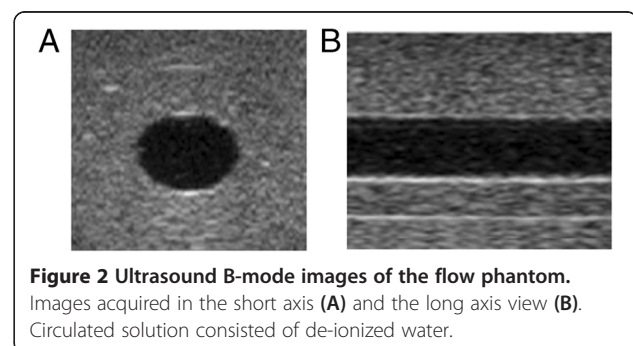 A
B
Figure 2 Ultrasound B-mode images of the flow phantom.
Images acquired in the short axis (A) and the long axis view (B).
Circulated solution consisted of de-ionized water.